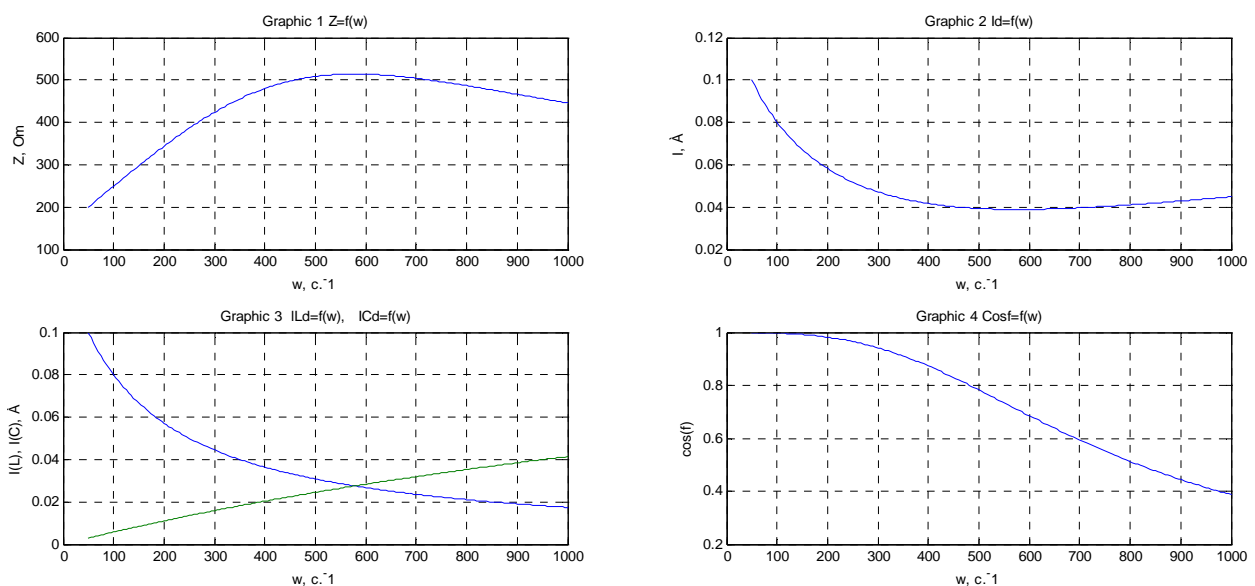 Graphic 1 Z=f(w)
600
500
400
300
200
100
Z, Om
0 100 200 300 400 500 600 700 800 900 1000
w, c.-1
Graphic 2 Id=f(w)
0.12
0.1
0.08
0.06
0.04
0.02
I, À
0 100 200 300 400 500 600 700 800 900 1000
w, c.-1
Graphic 3 ILd=f(w), ICd=f(w)
0.1
0.08
0.06
0.04
0.02
0
I(L), I(C), À
0 100 200 300 400 500 600 700 800 900 1000
w, c.-1
Graphic 4 Cosf=f(w)
1
0.8
0.6
0.4
0.2
cos(f)
0 100 200 300 400 500 600 700 800 900 1000
w, c.-1